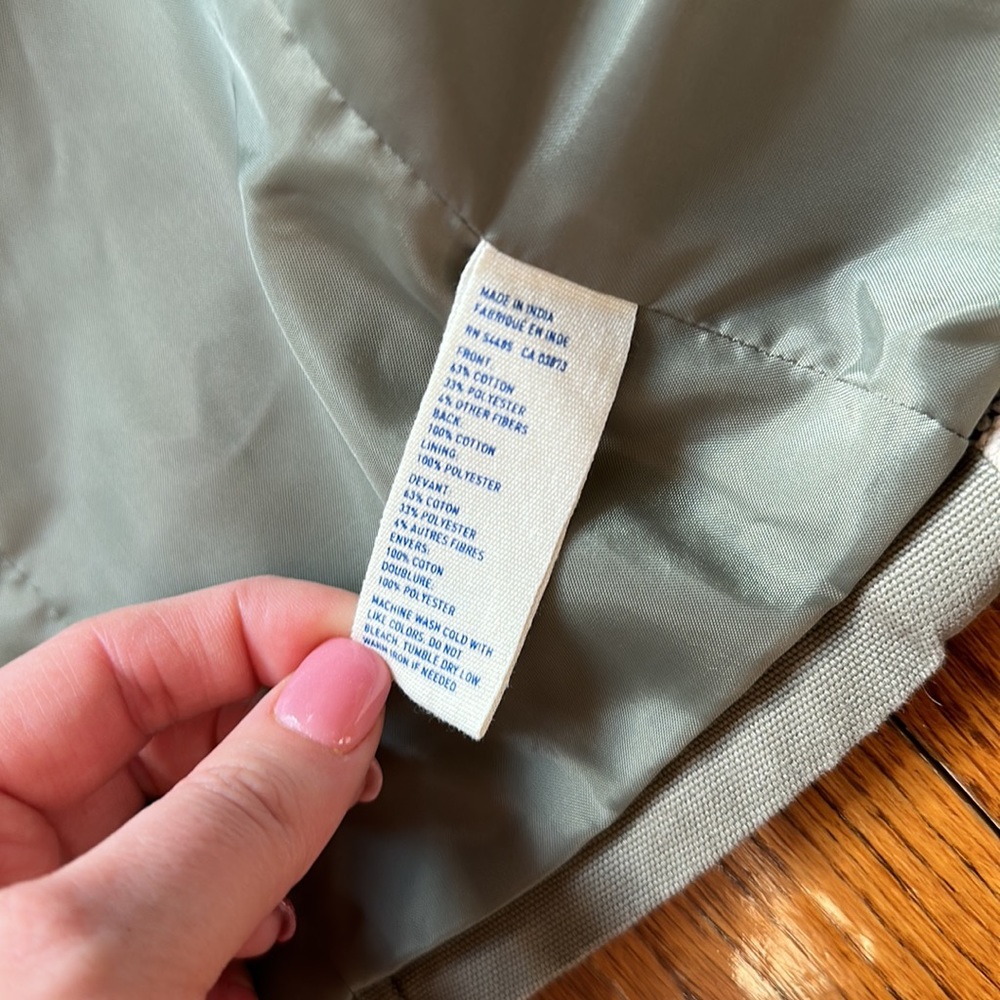 MADE IN INDIA
FABRIQUÉ EN INDE
RN 54485 CA 03873
FRONT:
63% COTTON
33% POLYESTER
4% OTHER FIBERS
BACK:
100% COTTON
LINING:
100% POLYESTER
DEVANT:
63% COTON
33% POLYESTER
4% AUTRES FIBRES
ENVERS:
100% COTON
DOUBLURE:
100% POLYESTER
MACHINE WASH COLD WITH
LIKE COLORS, DO NOT
BLEACH, TUMBLE DRY LOW.
WARM IRON IF NEEDED